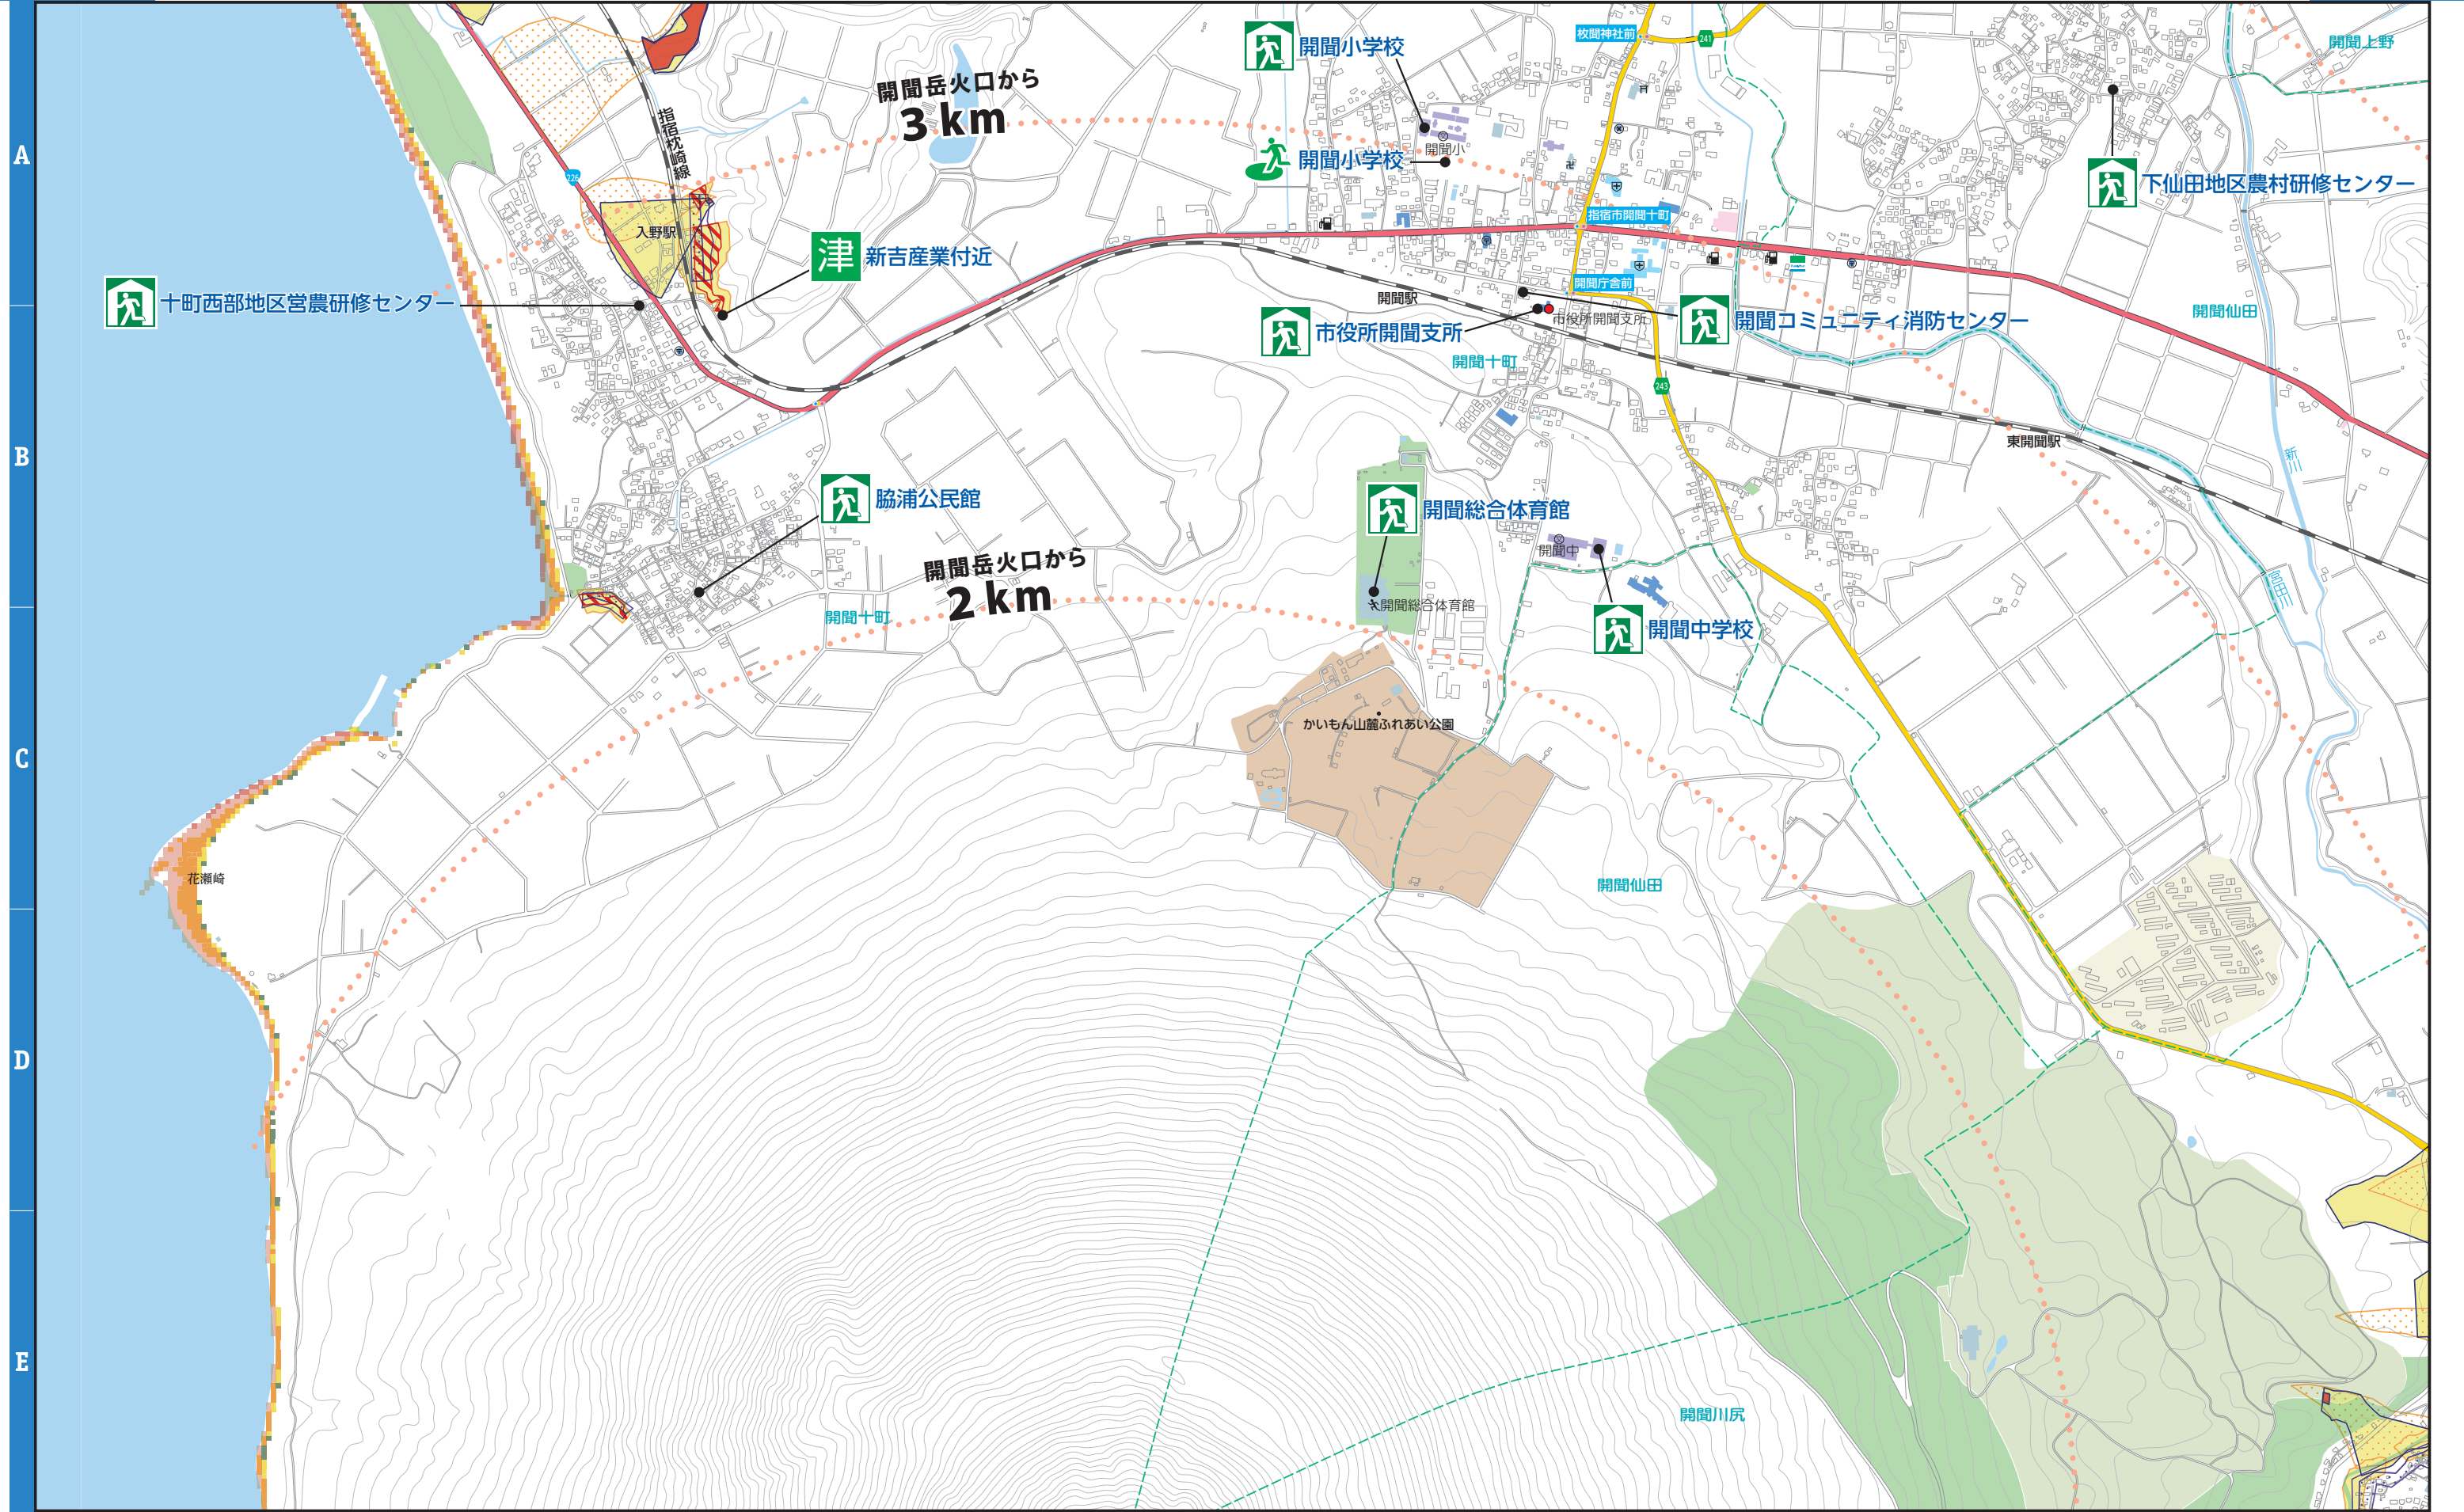 A
B
C
D
E
開聞岳火口から
3 km
指宿枕崎線
226
入野駅
津
新吉産業付近
十町西部地区営農研修センター
開聞小学校
開聞小
開聞小学校
枚聞神社前
241
開聞上野
下仙田地区農村研修センター
指宿市開聞十町
開聞庁舎前
開聞駅
市役所開聞支所
市役所開聞支所
開聞コミュニティ消防センター
開聞仙田
開聞十町
243
東開聞駅
新川
宮田川
脇浦公民館
開聞総合体育館
開聞中
開聞総合体育館
開聞中学校
開聞岳火口から
2 km
開聞十町
かいもん山麓ふれあい公園
花瀬崎
開聞仙田
開聞川尻